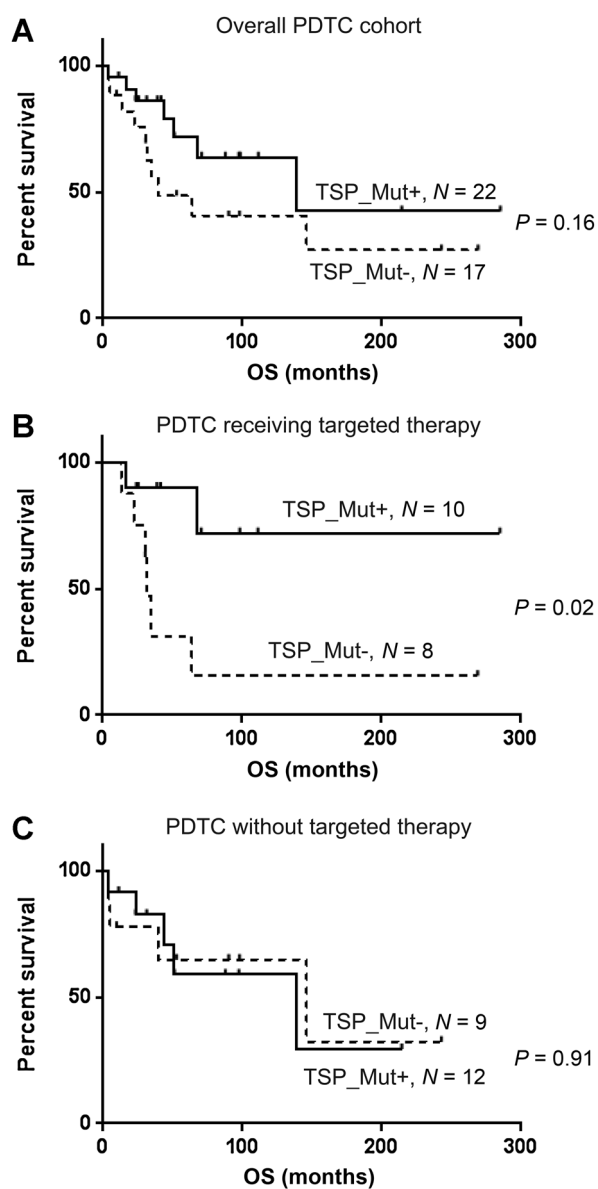 A
Overall PDTC cohort
Percent survival
100
50
0
TSP_Mut+, N = 22
P = 0.16
TSP_Mut-, N = 17
0
100
200
300
OS (months)
B
PDTC receiving targeted therapy
Percent survival
100
50
0
TSP_Mut+, N = 10
P = 0.02
TSP_Mut-, N = 8
0
100
200
300
OS (months)
C
PDTC without targeted therapy
Percent survival
100
50
0
TSP_Mut-, N = 9
P = 0.91
TSP_Mut+, N = 12
0
100
200
300
OS (months)